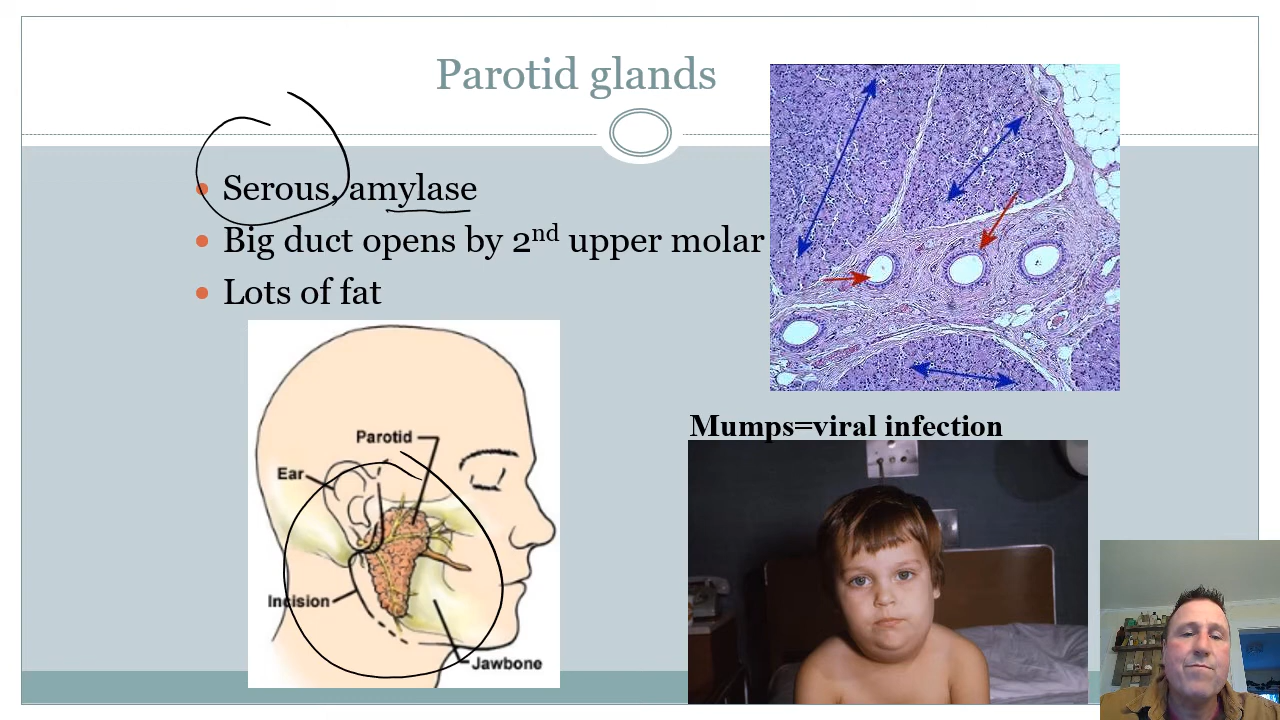 Parotid glands
Serous, amylase
Big duct opens by 2nd upper molar
Lots of fat
Parotid
Ear
Incision
Jawbone
Mumps=viral infection